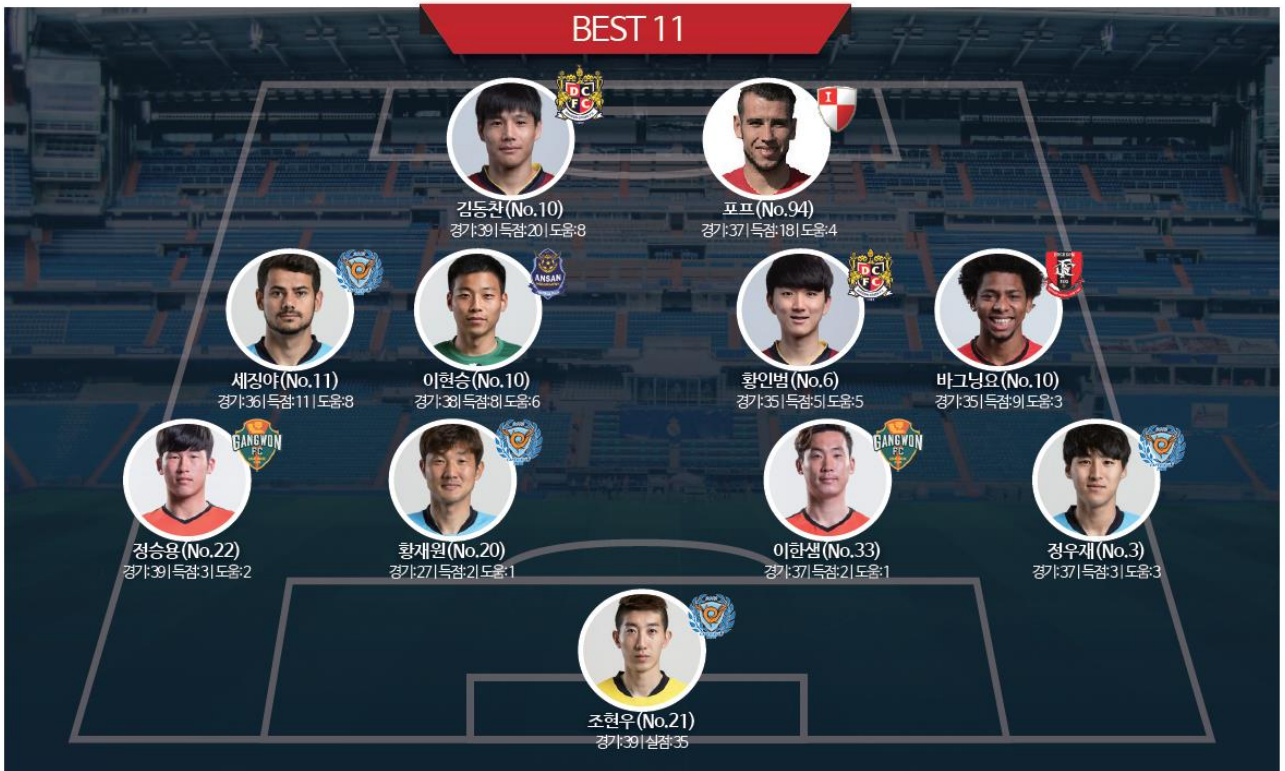 BEST 11
김동찬(No.10)
경기:39 | 득점:20 | 도움:8
포프(No.94)
경기:37 | 득점:18 | 도움:4
세징야(No.11)
경기:36 | 득점:11 | 도움:8
이현승(No.10)
경기:38 | 득점:8 | 도움:6
황인범(No.6)
경기:35 | 득점:5 | 도움:5
바그닝요(No.10)
경기:35 | 득점:9 | 도움:3
정승용(No.22)
경기:39 | 득점:3 | 도움:2
황재원(No.20)
경기:27 | 득점:2 | 도움:1
이한샘(No.33)
경기:37 | 득점:2 | 도움:1
정우재(No.3)
경기:37 | 득점:3 | 도움:3
조현우(No.21)
경기:39 | 실점:35
DCFC
I
ANSAN
DCFC
GANGWON
FC
GANGWON
FC